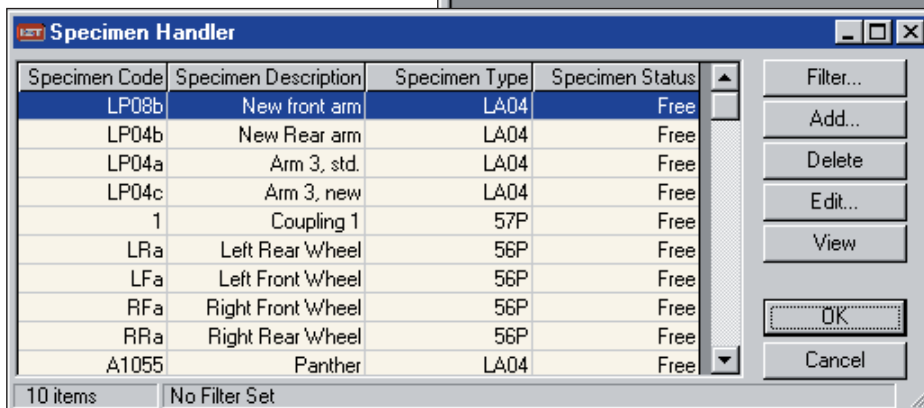 IST Specimen Handler
Specimen Code Specimen Description Specimen Type Specimen Status
LP08b New front arm LA04 Free
LP04b New Rear arm LA04 Free
LP04a Arm 3, std. LA04 Free
LP04c Arm 3, new LA04 Free
1 Coupling 1 57P Free
LRa Left Rear Wheel 56P Free
LFa Left Front Wheel 56P Free
RFa Right Front Wheel 56P Free
RRa Right Rear Wheel 56P Free
A1055 Panther LA04 Free
Filter...
Add...
Delete
Edit...
View
OK
Cancel
10 items No Filter Set